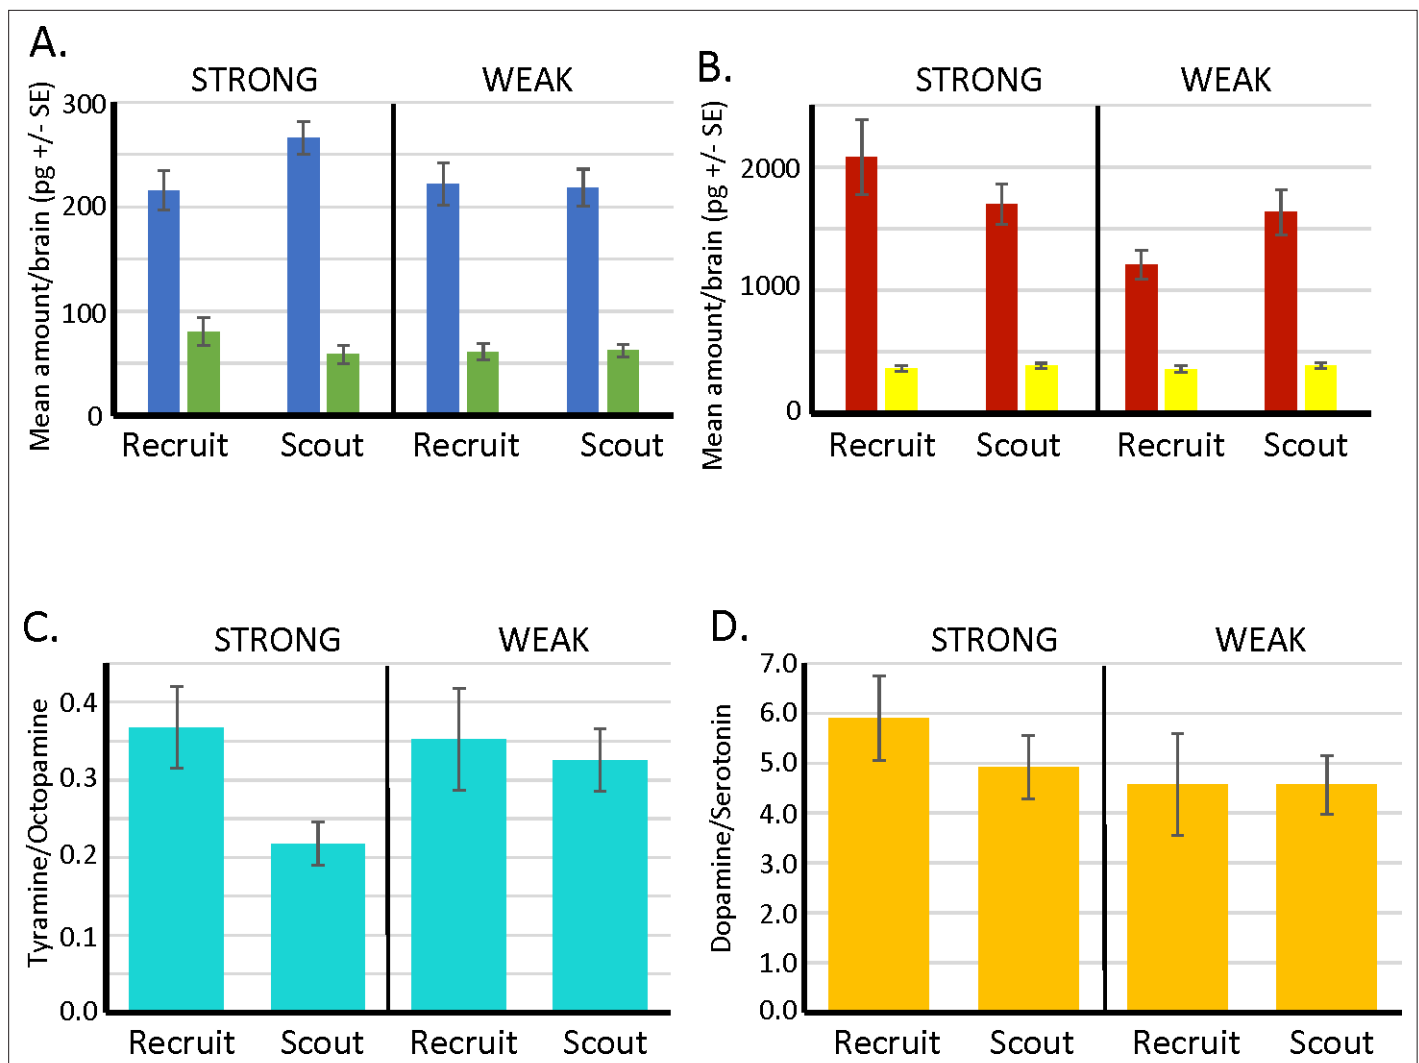 A.
STRONG WEAK
Mean amount/brain (pg +/- SE)
300
200
100
0
Recruit Scout Recruit Scout
B.
STRONG WEAK
Mean amount/brain (pg +/- SE)
2000
1000
0
Recruit Scout Recruit Scout
C.
STRONG WEAK
Tyramine/Octopamine
0.4
0.3
0.2
0.1
0.0
Recruit Scout Recruit Scout
D.
STRONG WEAK
Dopamine/Serotonin
7.0
6.0
5.0
4.0
3.0
2.0
1.0
0.0
Recruit Scout Recruit Scout